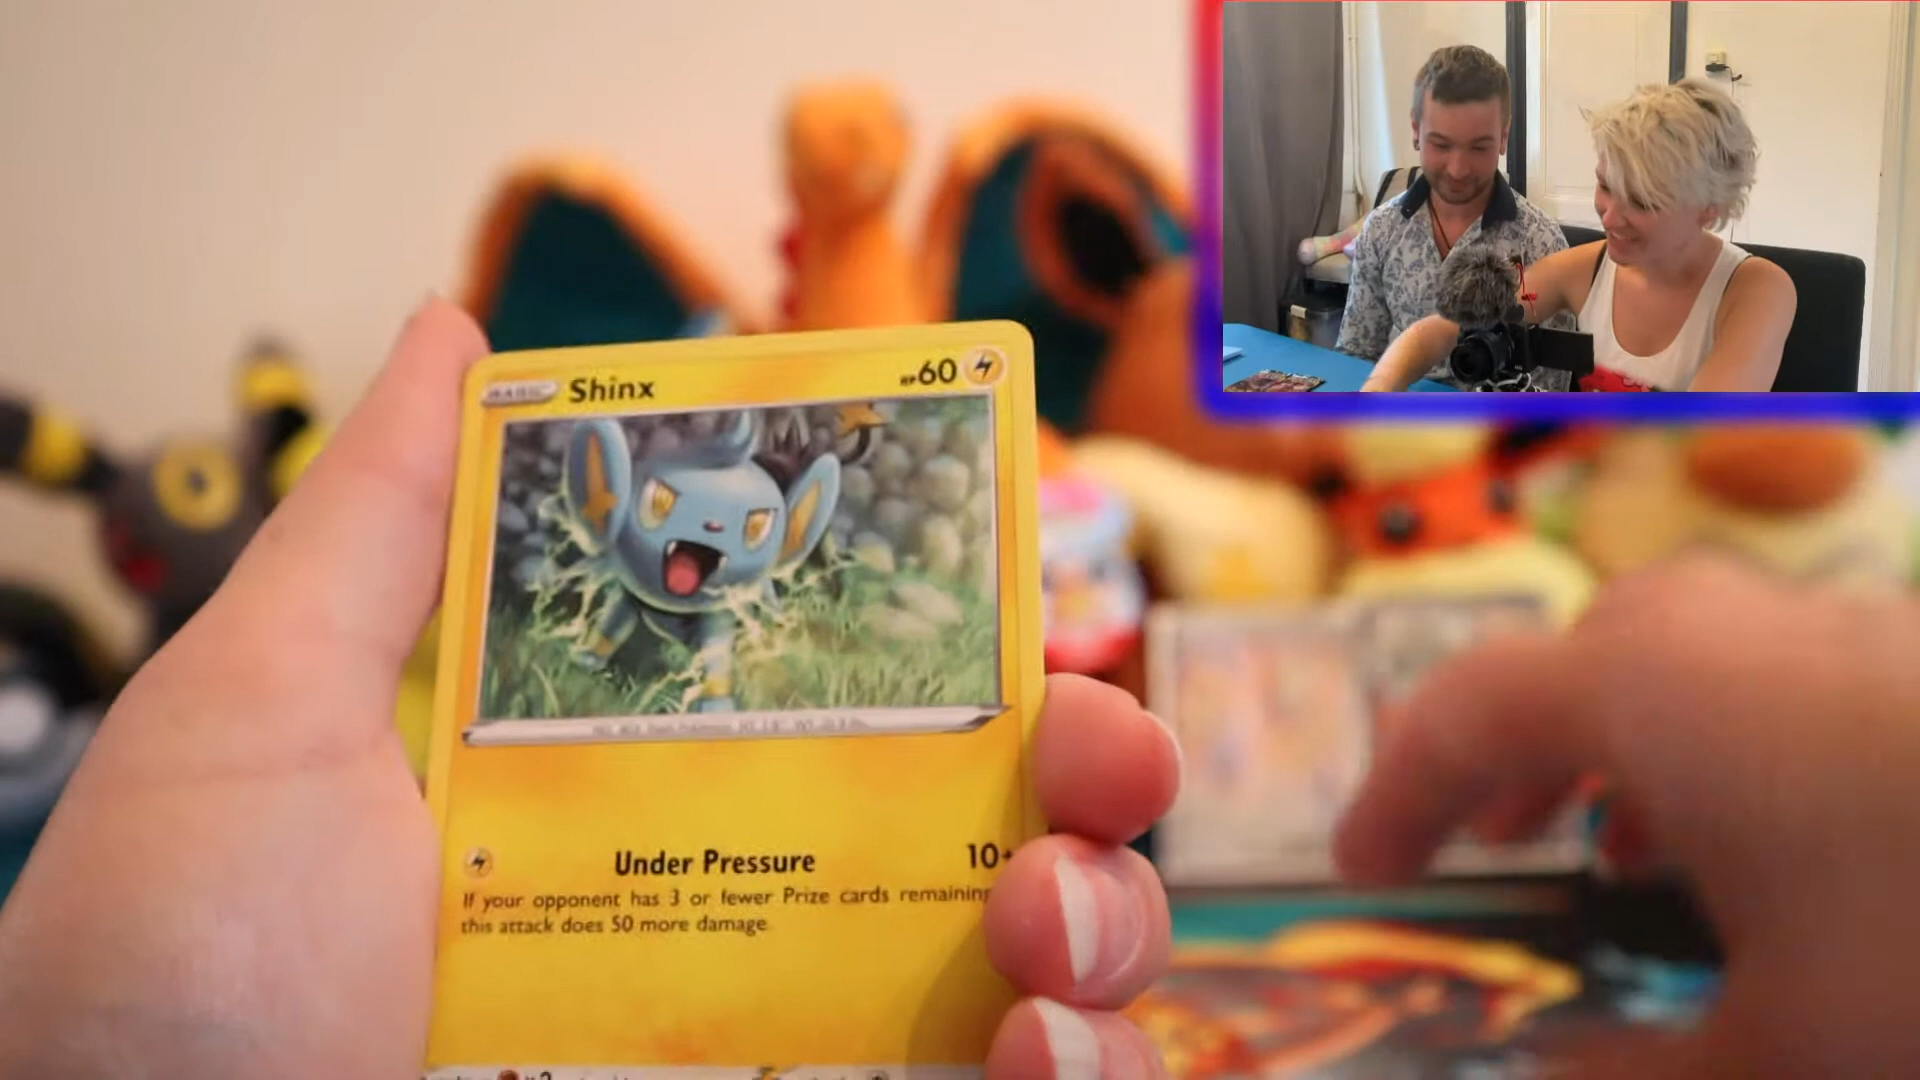 BASIC Shinx HP60
Under Pressure 10+
If your opponent has 3 or fewer Prize cards remaining
this attack does 50 more damage.